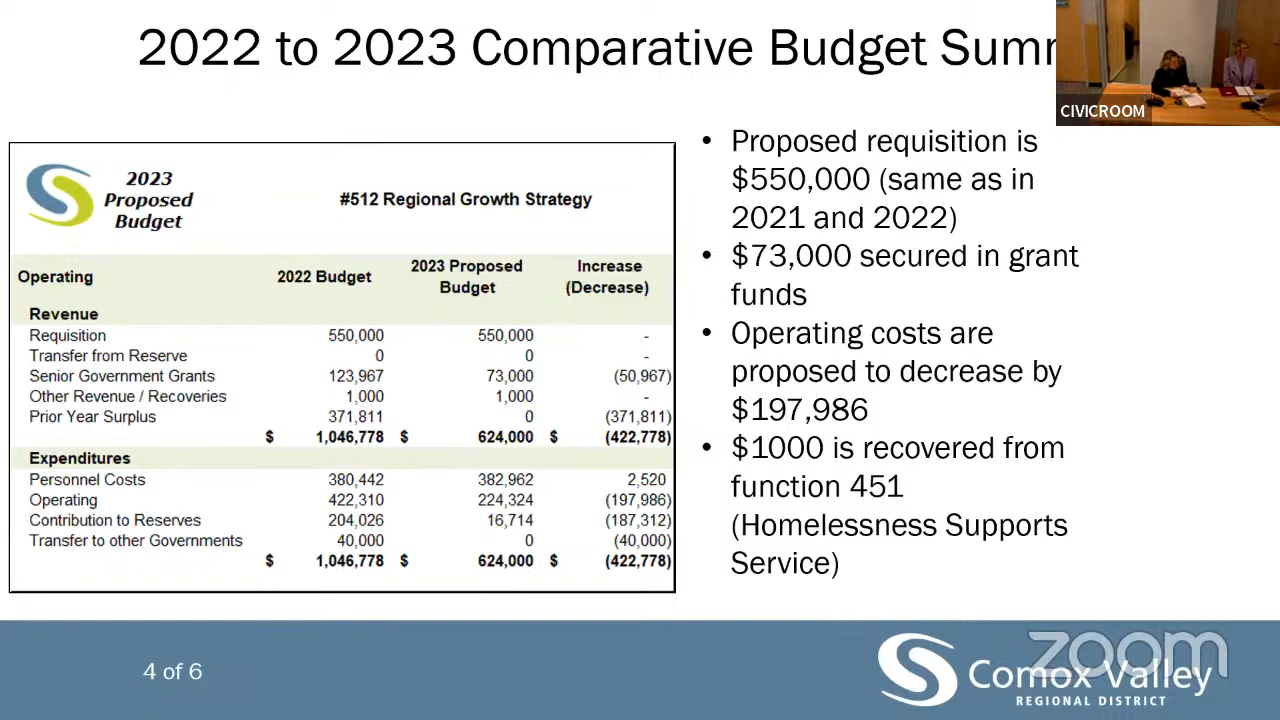 2022 to 2023 Comparative Budget Summ
CIVICROOM
2023
Proposed
Budget
#512 Regional Growth Strategy
Operating 2022 Budget 2023 Proposed Budget Increase (Decrease)
Revenue
Requisition 550,000 550,000 -
Transfer from Reserve 0 0 -
Senior Government Grants 123,967 73,000 (50,967)
Other Revenue / Recoveries 1,000 1,000 -
Prior Year Surplus 371,811 0 (371,811)
$ 1,046,778 $ 624,000 $ (422,778)
Expenditures
Personnel Costs 380,442 382,962 2,520
Operating 422,310 224,324 (197,986)
Contribution to Reserves 204,026 16,714 (187,312)
Transfer to other Governments 40,000 0 (40,000)
$ 1,046,778 $ 624,000 $ (422,778)
• Proposed requisition is
$550,000 (same as in
2021 and 2022)
• $73,000 secured in grant
funds
• Operating costs are
proposed to decrease by
$197,986
• $1000 is recovered from
function 451
(Homelessness Supports
Service)
4 of 6
zoom
Comox Valley
REGIONAL DISTRICT